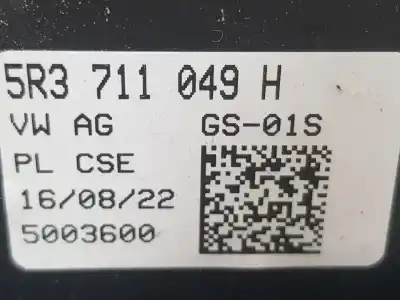 5R3 711 049 H
VW AG GS-01S
PL CSE
16/08/22
5003600